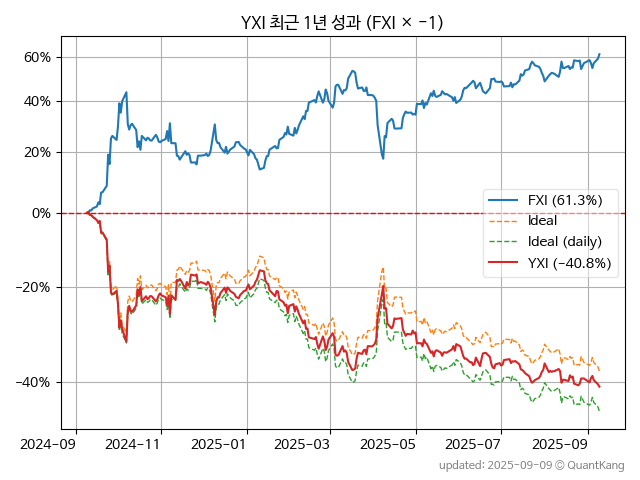 YXI 최근 1년 성과 (FXI × -1)
60%
40%
20%
0%
−20%
−40%
FXI (61.3%)
Ideal
Ideal (daily)
YXI (-40.8%)
2024-09
2024-11
2025-01
2025-03
2025-05
2025-07
2025-09
updated: 2025-09-09 © QuantKang